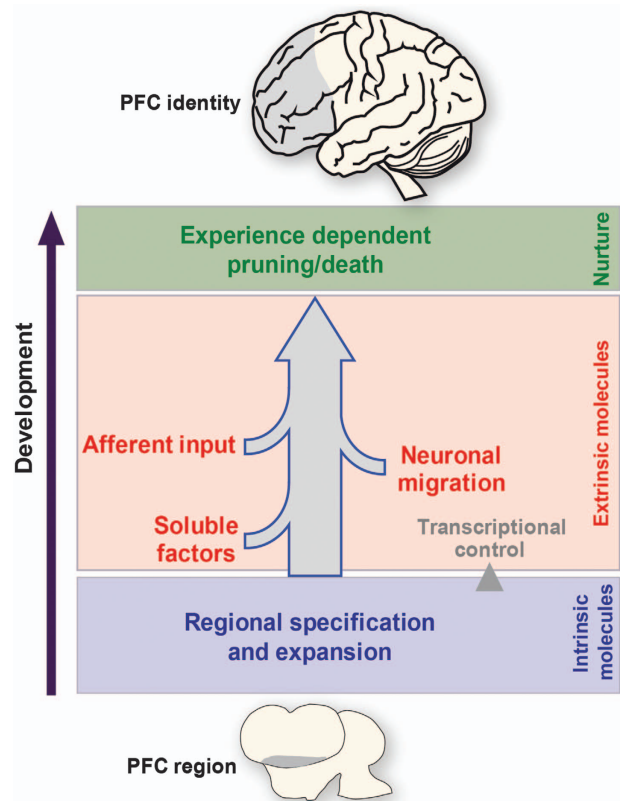 PFC identity
Experience dependent
pruning/death
Nurture
Development
Extrinsic molecules
Afferent input
Neuronal
migration
Soluble
factors
Transcriptional
control
Regional specification
and expansion
Intrinsic
molecules
PFC region